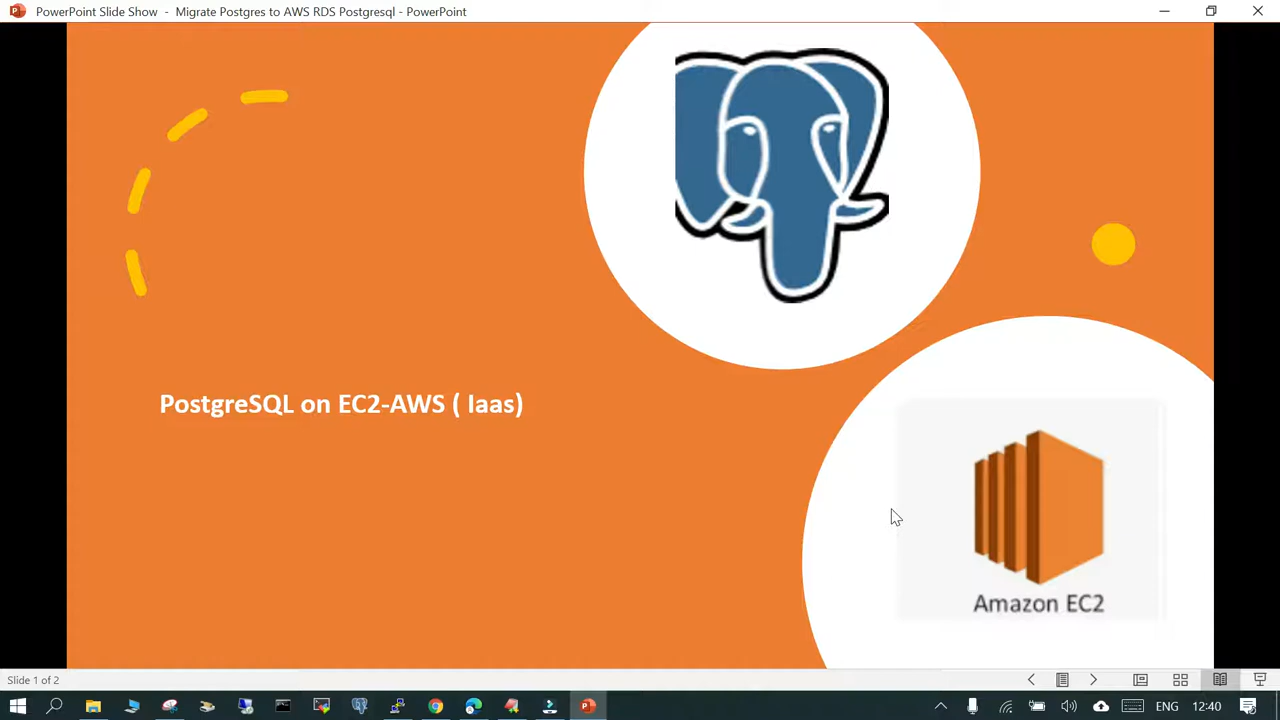 PowerPoint Slide Show - Migrate Postgres to AWS RDS Postgresql - PowerPoint
PostgreSQL on EC2-AWS ( Iaas)
Amazon EC2
Slide 1 of 2
ENG 12:40